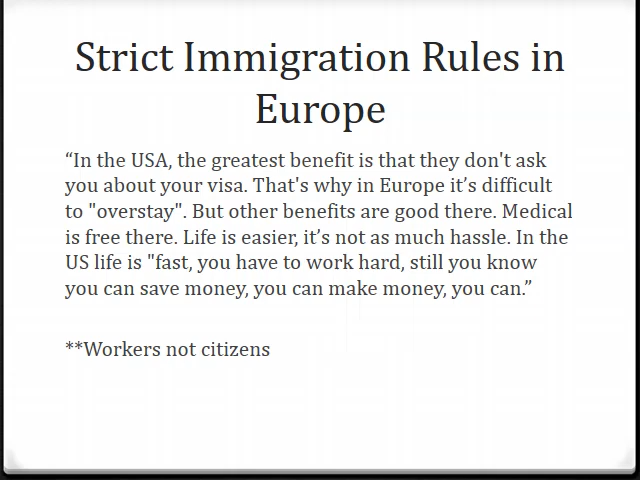 Strict Immigration Rules in
Europe
“In the USA, the greatest benefit is that they don't ask
you about your visa. That's why in Europe it’s difficult
to "overstay". But other benefits are good there. Medical
is free there. Life is easier, it’s not as much hassle. In the
US life is "fast, you have to work hard, still you know
you can save money, you can make money, you can.”
**Workers not citizens